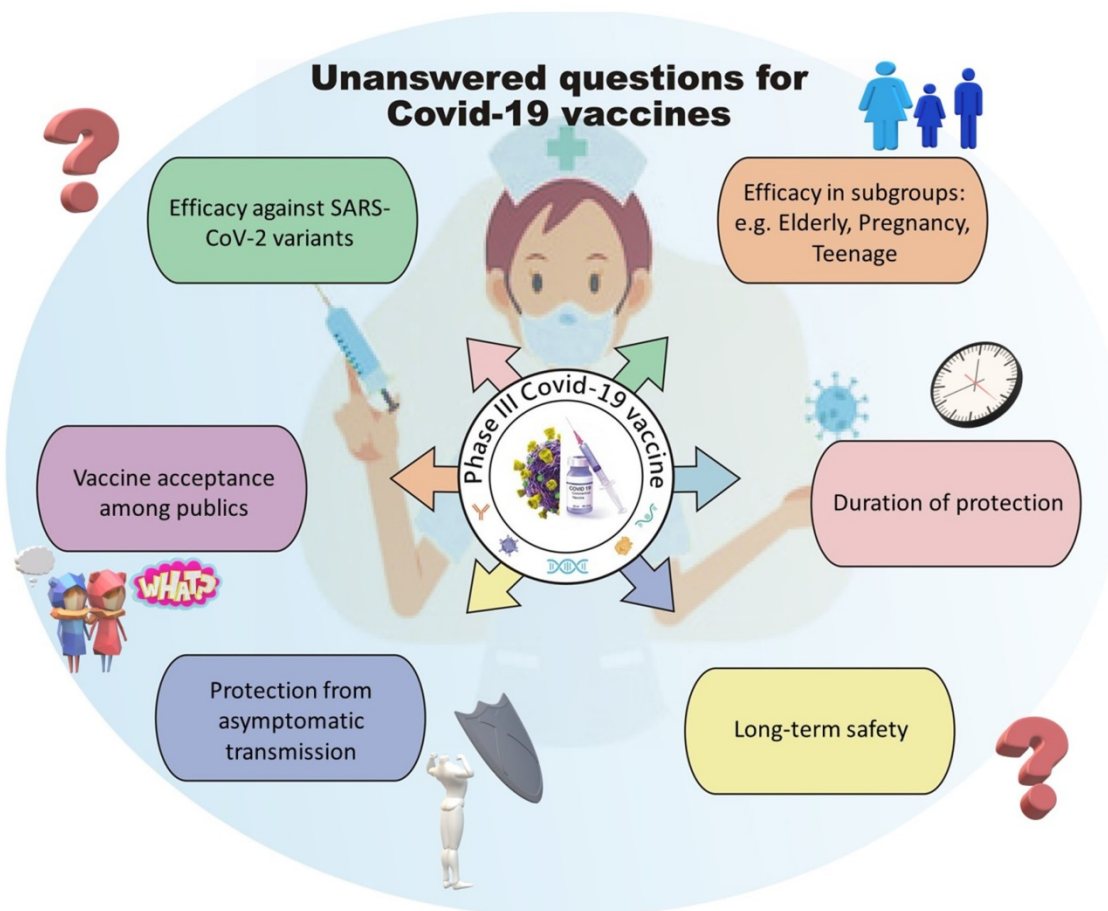 Unanswered questions for
Covid-19 vaccines
Efficacy against SARS-
CoV-2 variants
Efficacy in subgroups:
e.g. Elderly, Pregnancy,
Teenage
Phase III Covid-19 vaccine
COVID 19
Vaccine acceptance
among publics
Duration of protection
WHAT?
Protection from
asymptomatic
transmission
Long-term safety